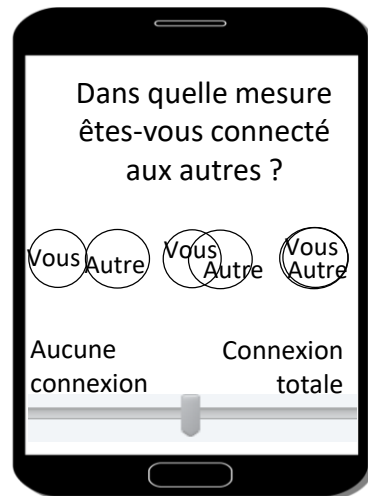 Dans quelle mesure
êtes-vous connecté
aux autres ?
Vous Autre Vous Autre Vous Autre
Aucune connexion
Connexion totale